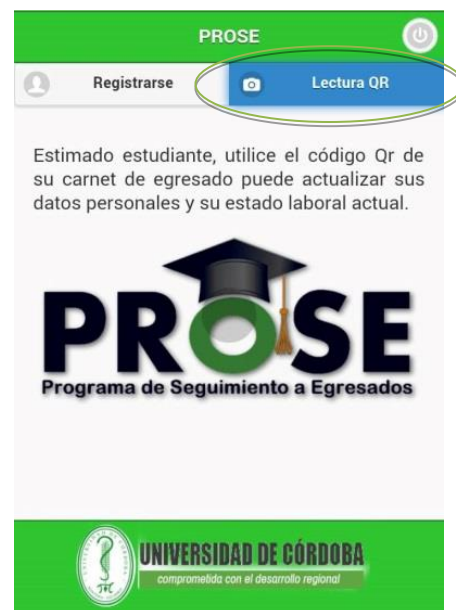 PROSE
Registrarse
Lectura QR
Estimado estudiante, utilice el código Qr de
su carnet de egresado puede actualizar sus
datos personales y su estado laboral actual.
PROSE
Programa de Seguimiento a Egresados
UNIVERSIDAD DE CÓRDOBA
comprometida con el desarrollo regional